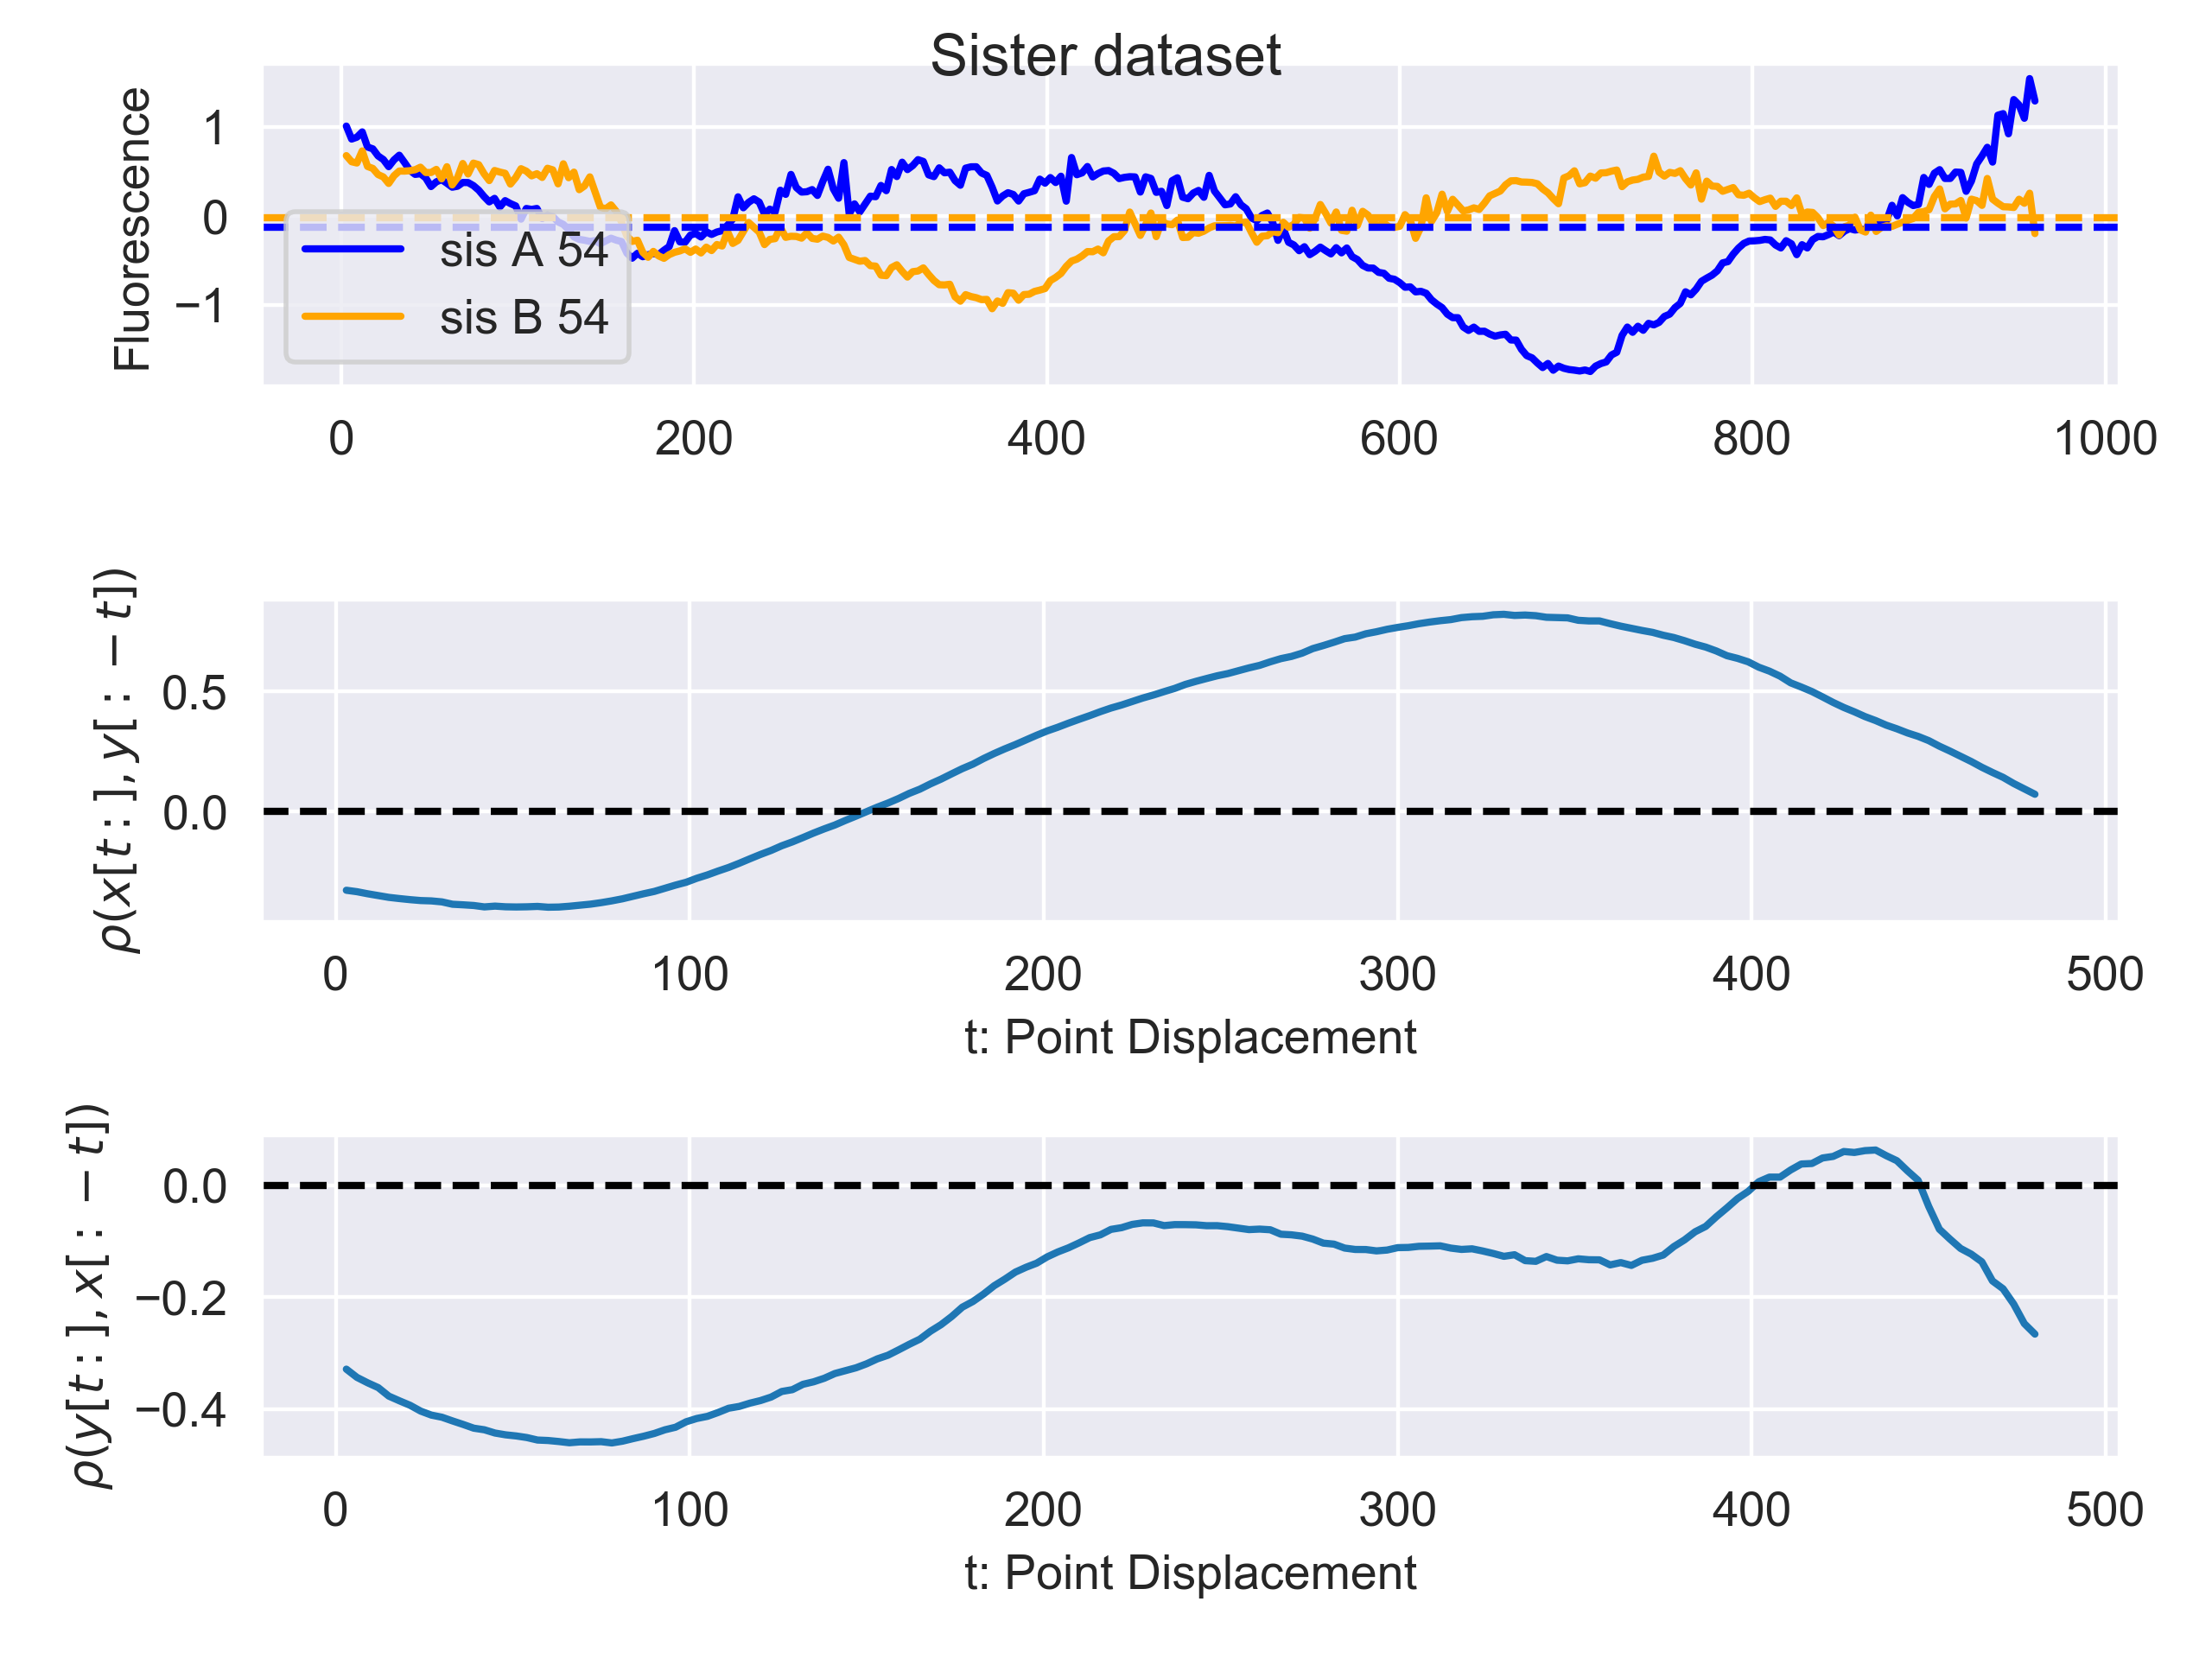 Sister dataset
Fluorescence
1
0
−1
sis A 54
sis B 54
0 200 400 600 800 1000
ρ(x[t:], y[: −t])
0.5
0.0
0 100 200 300 400 500
t: Point Displacement
ρ(y[t:], x[: −t])
0.0
−0.2
−0.4
0 100 200 300 400 500
t: Point Displacement